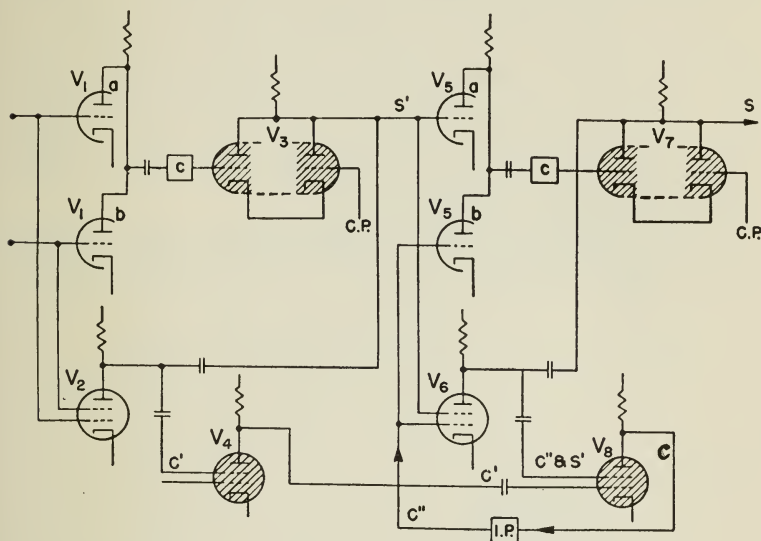 V₁
a
V₁
b
V₂
c
V₃
C.P.
S'
C'
V₄
V₅
a
V₅
b
V₆
c
V₇
S
C.P.
C'
C"
C" & S'
V₈
C
I.P.